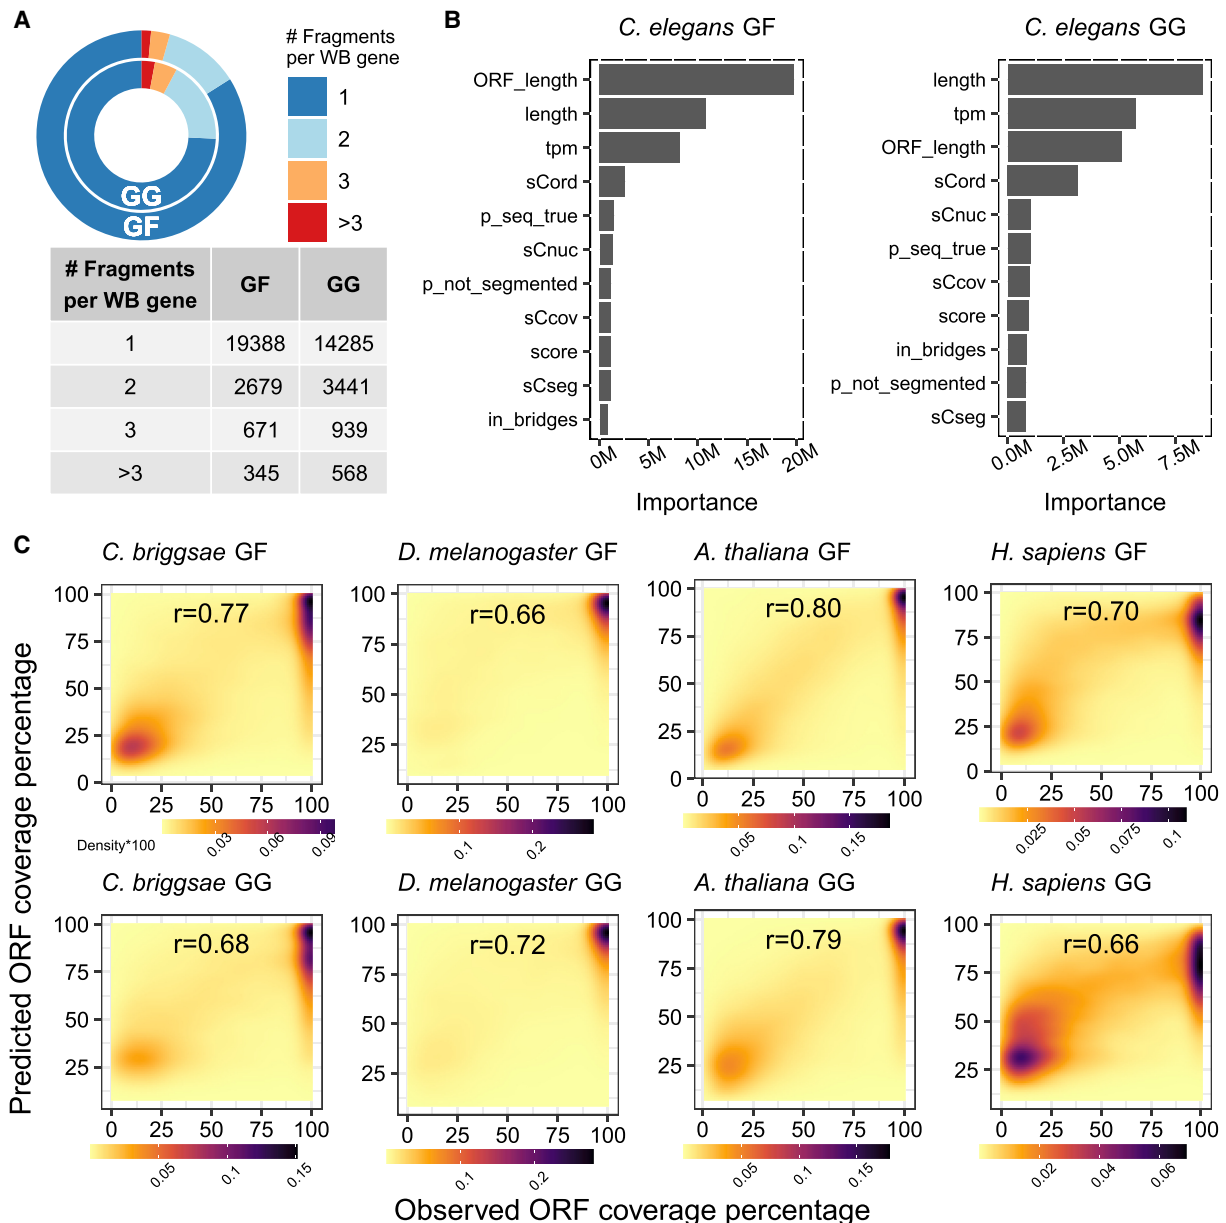 A
# Fragments
per WB gene
1
2
3
>3
GG
GF
# Fragments
per WB gene GF GG
1 19388 14285
2 2679 3441
3 671 939
>3 345 568
B
C. elegans GF
ORF_length
length
tpm
sCord
p_seq_true
sCnuc
p_not_segmented
sCcov
score
sCseg
in_bridges
0M 5M 10M 15M 20M
Importance
C. elegans GG
length
tpm
ORF_length
sCord
sCnuc
p_seq_true
sCcov
score
in_bridges
p_not_segmented
sCseg
0.0M 2.5M 5.0M 7.5M
Importance
C
Predicted ORF coverage percentage
C. briggsae GF
r=0.77
100
75
50
25
0
0 25 50 75 100
Density*100
0.03 0.06 0.09
D. melanogaster GF
r=0.66
100
75
50
25
0 25 50 75 100
0.1 0.2
A. thaliana GF
r=0.80
100
75
50
25
0
0 25 50 75 100
0.05 0.1 0.15
H. sapiens GF
r=0.70
100
75
50
25
0
0 25 50 75 100
0.025 0.05 0.075 0.1
C. briggsae GG
r=0.68
100
75
50
25
0 25 50 75 100
0.05 0.1 0.15
D. melanogaster GG
r=0.72
100
75
50
25
0 25 50 75 100
0.1 0.2
A. thaliana GG
r=0.79
100
75
50
25
0
0 25 50 75 100
0.05 0.1 0.15
H. sapiens GG
r=0.66
100
75
50
25
0 25 50 75 100
0.02 0.04 0.06
Observed ORF coverage percentage